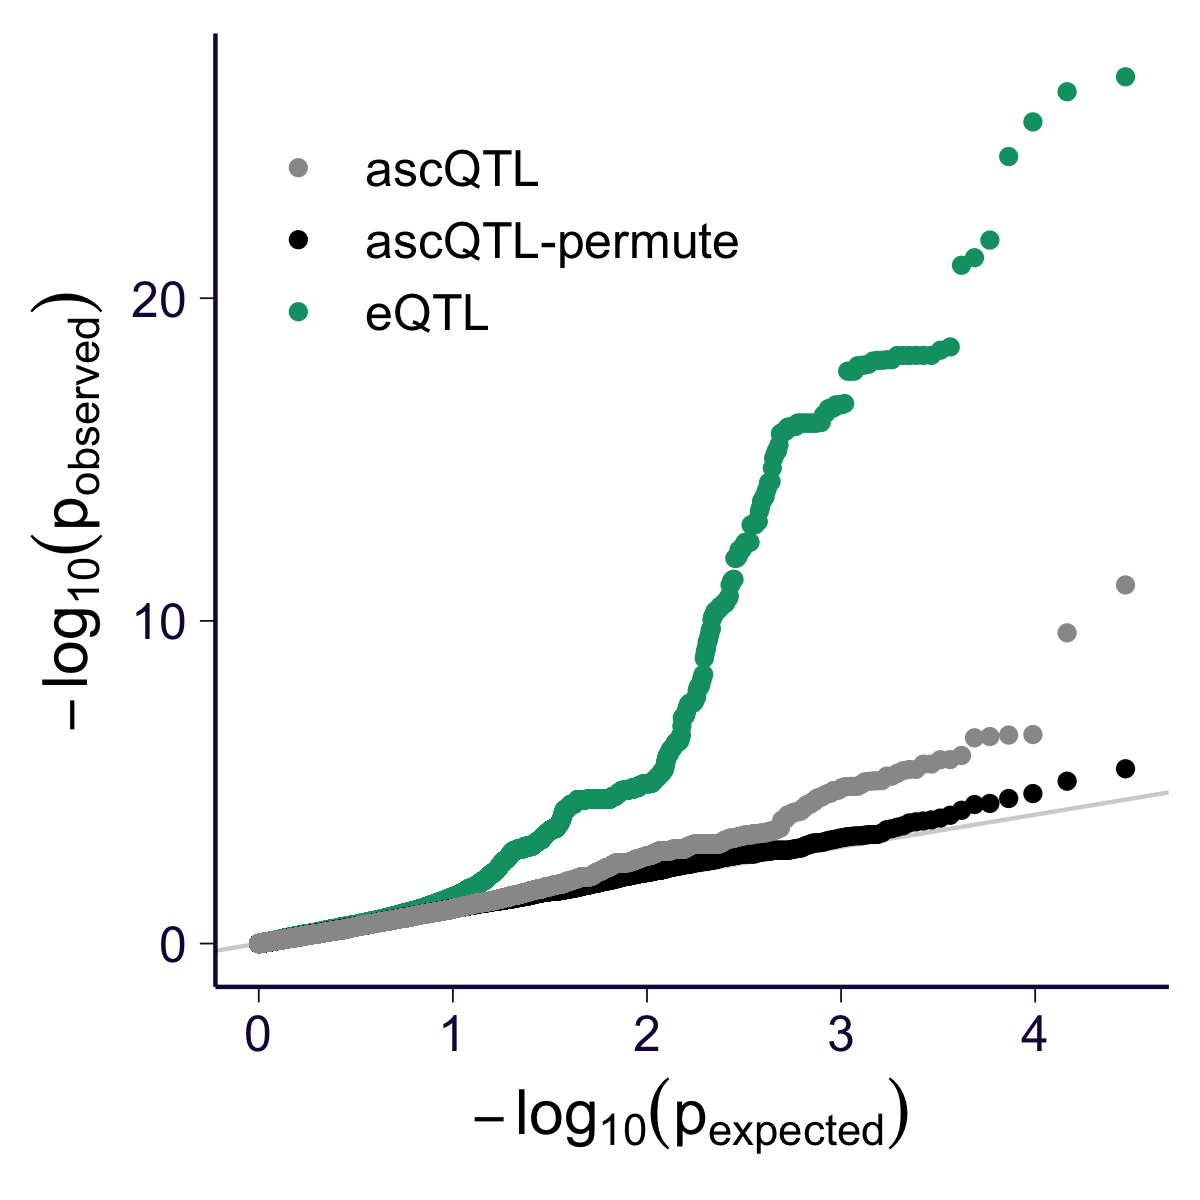 ascQTL
ascQTL-permute
eQTL
20
10
0
−log10(pobserved)
0 1 2 3 4
−log10(pexpected)